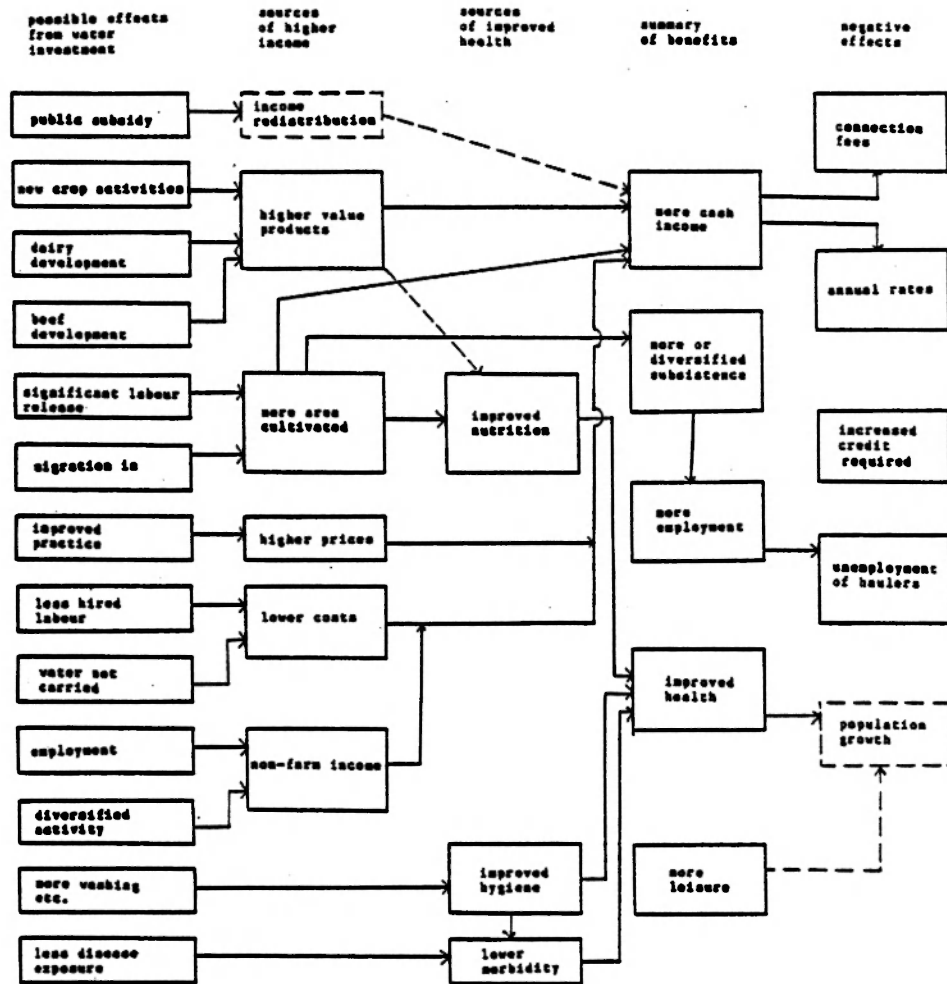 possible effects
from water
investment
sources
of higher
income
sources
of improved
health
summary
of benefits
negative
effects
public subsidy
income
redistribution
connection
fees
new crop activities
higher value
products
more cash
income
dairy
development
annual rates
beef
development
more or
diversified
subsistence
significant labour
release
more area
cultivated
improved
nutrition
increased
credit
required
migration in
more
employment
improved
practice
higher prices
unemployment
of haulers
less hired
labour
lower costs
water not
carried
improved
health
employment
non-farm income
population
growth
diversified
activity
more washing
etc.
improved
hygiene
more
leisure
less disease
exposure
lower
morbidity